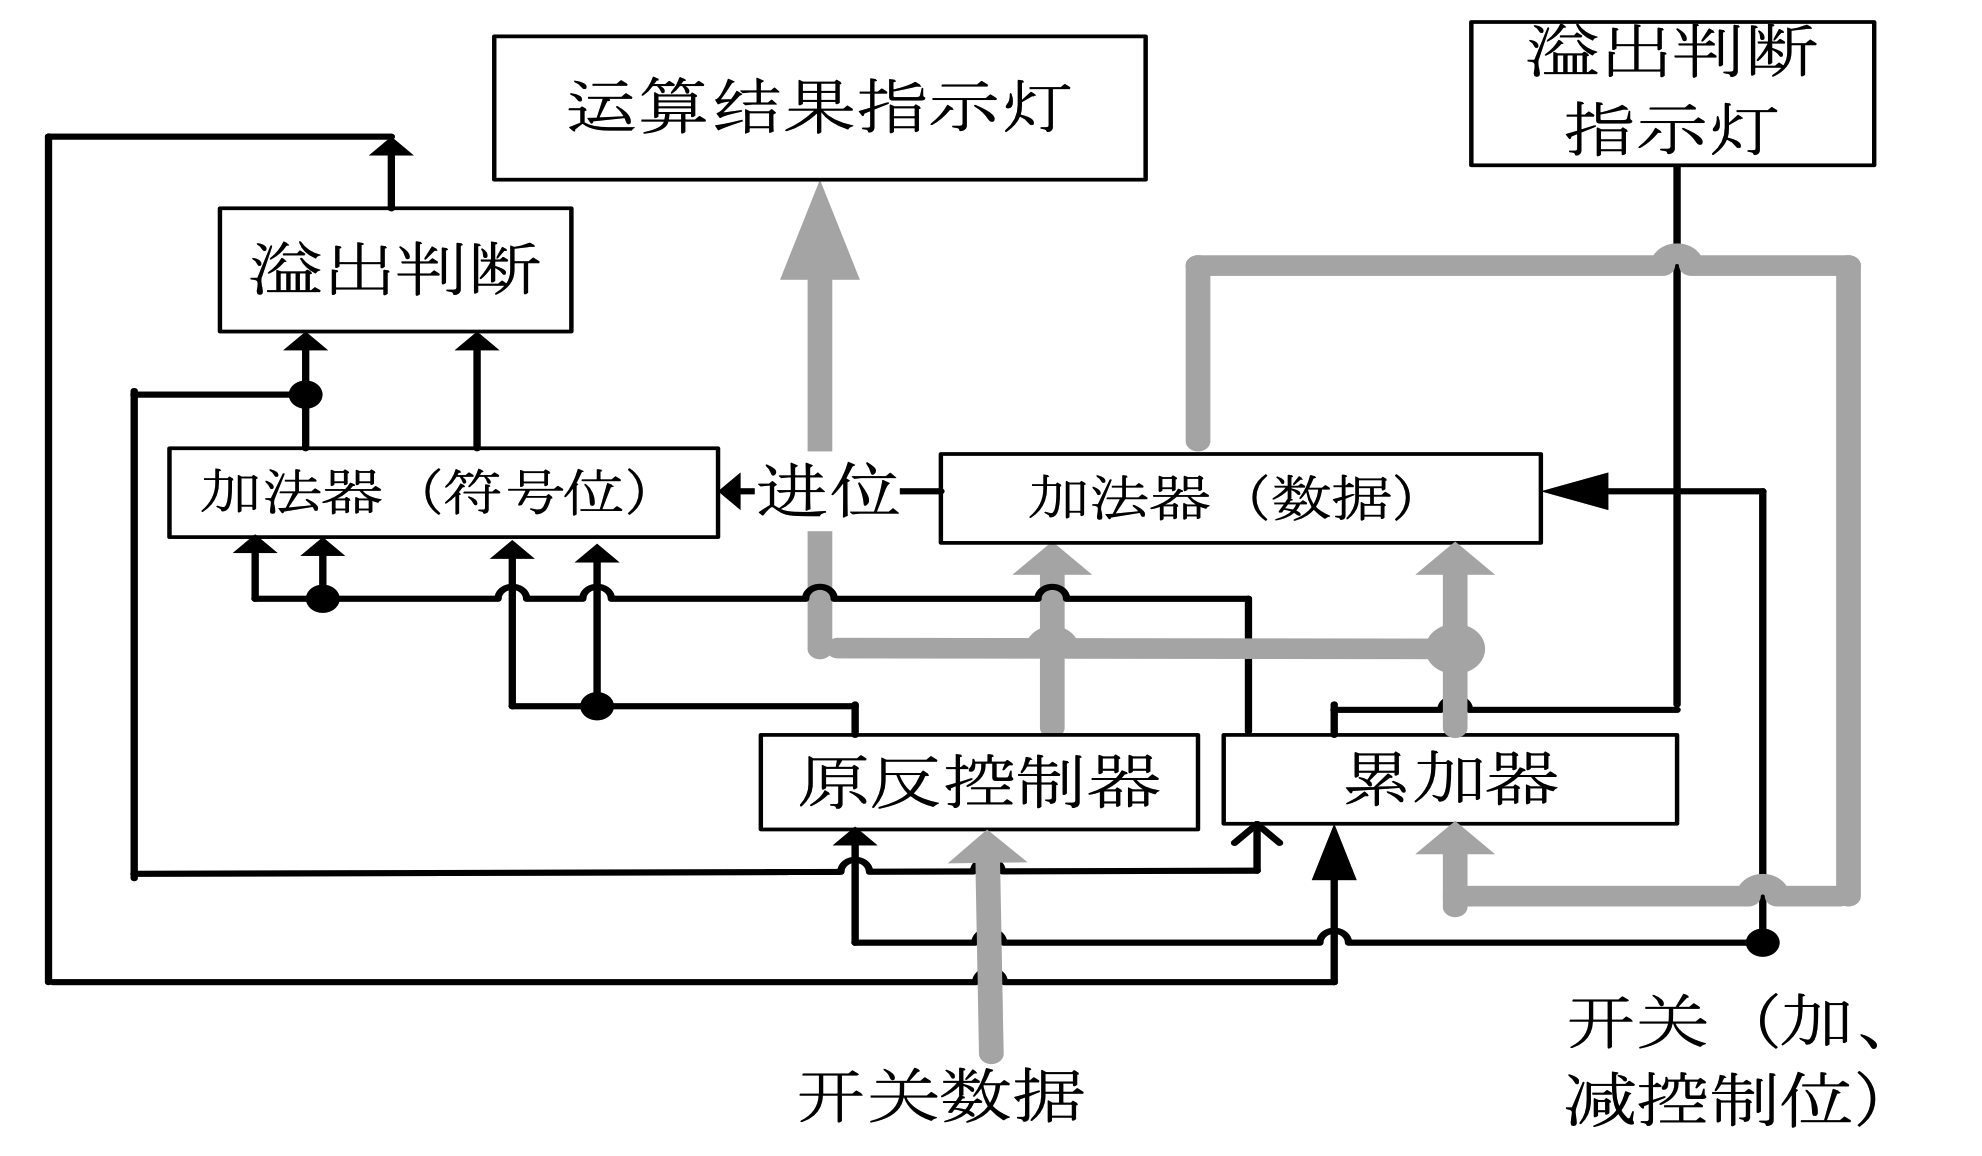 运算结果指示灯
溢出判断
指示灯
溢出判断
加法器（符号位）
进位
加法器（数据）
原反控制器
累加器
开关数据
开关（加、
减控制位）